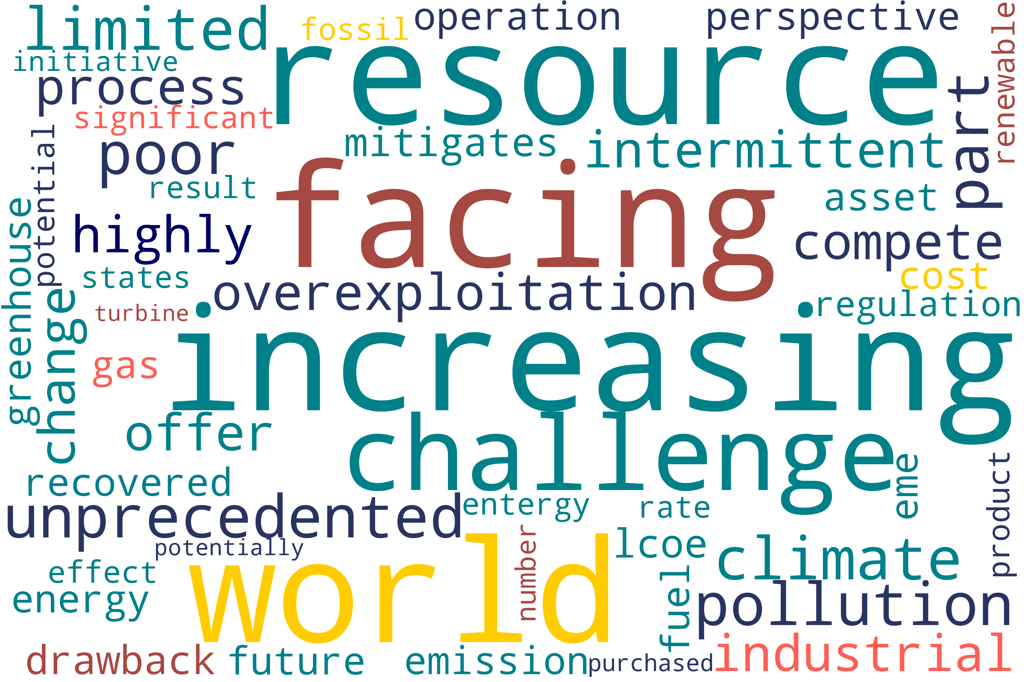 limited
fossil
operation
perspective
renewable
initiative
process
resource
significant
part
potential
poor
mitigates
intermittent
result
facing
asset
greenhouse
highly
compete
states
overexploitation
cost
regulation
turbine
change
increasing
gas
offer
challenge
recovered
eme
product
unprecedented
entergy
rate
potentially
world
number
lcoe
climate
effect
energy
fuel
pollution
drawback
future
emission
purchased
industrial